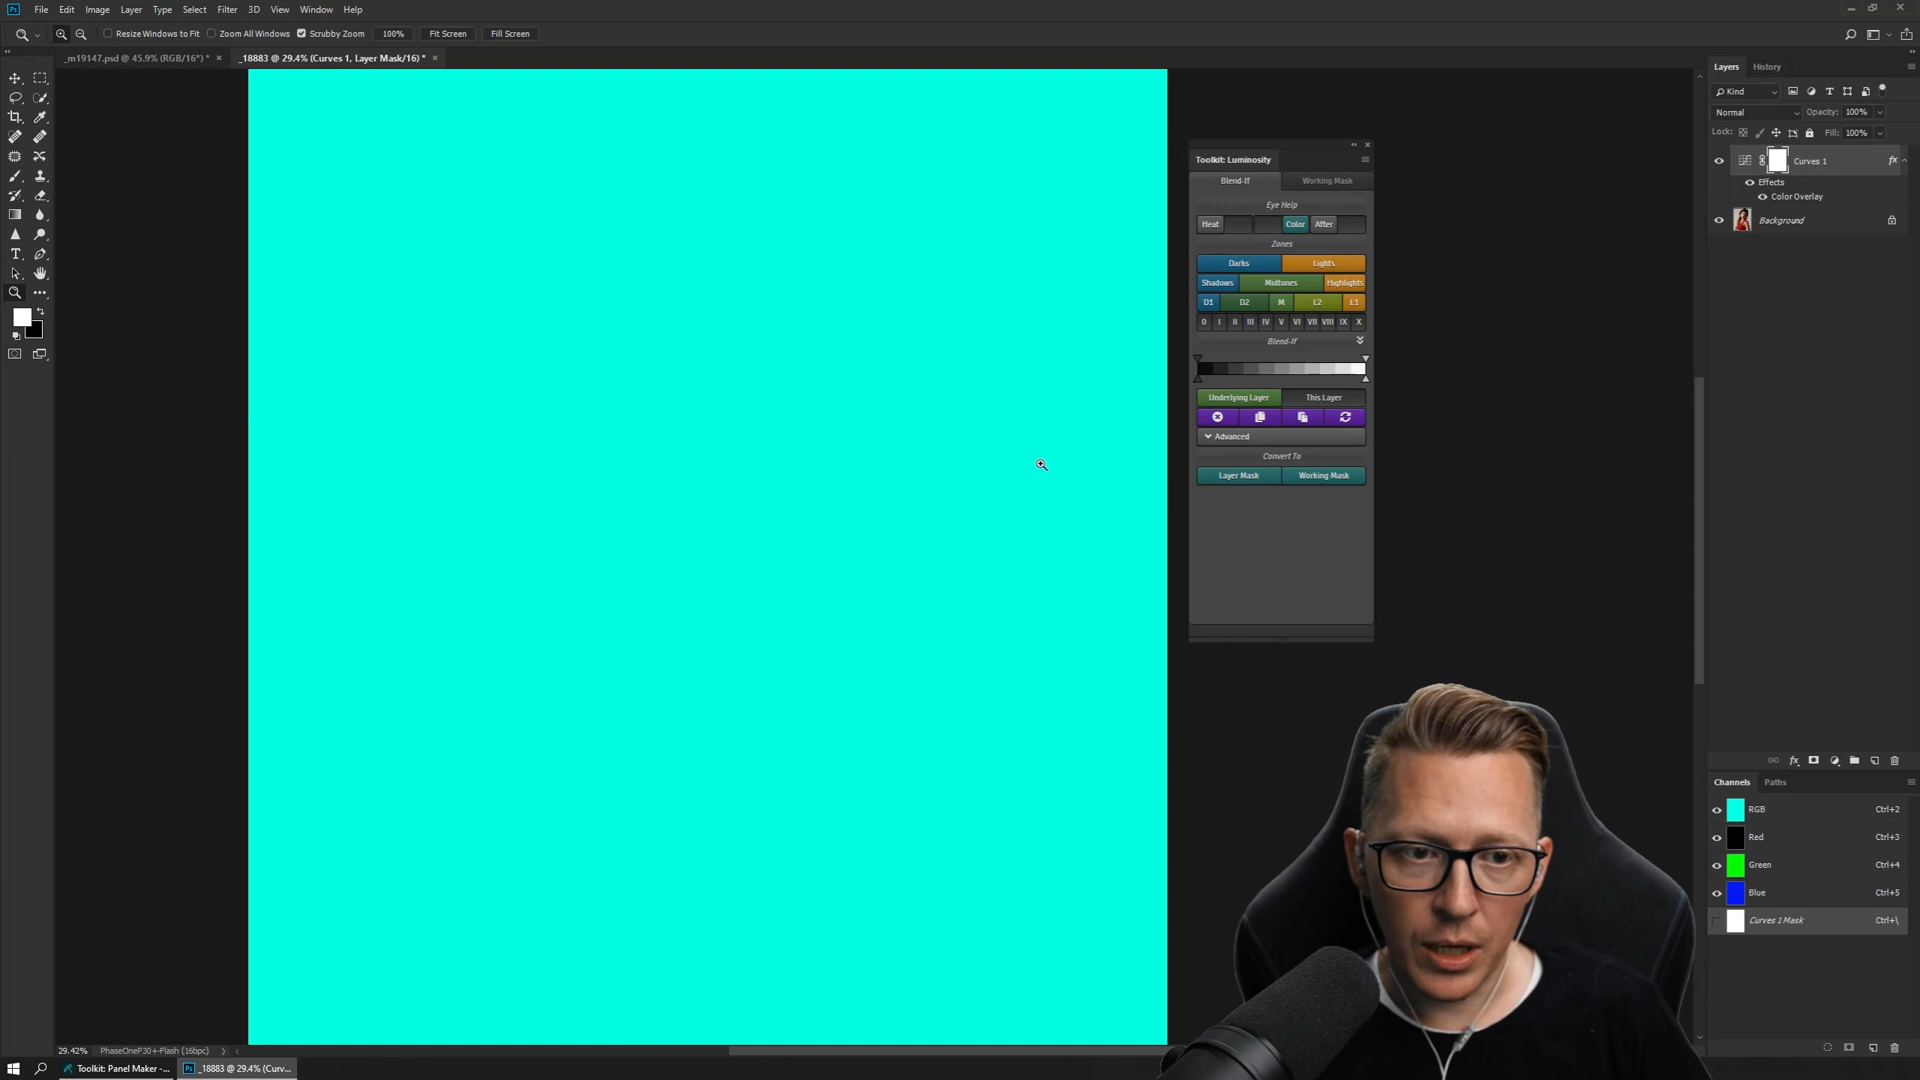 Ps File Edit Image Layer Type Select Filter 3D View Window Help
Resize Windows to Fit Zoom All Windows Scrubby Zoom 100% Fit Screen Fill Screen
_m19147.psd @ 45.9% (RGB/16*) * × _18883 @ 29.4% (Curves 1, Layer Mask/16) * ×
Toolkit: Luminosity
Blend-If Working Mask
Eye Help
Heat Color After
Zones
Darks Lights
Shadows Midtones Highlights
D1 D2 M L2 L1
0 I II III IV V VI VII VIII IX X
Blend-If
Underlying Layer This Layer
Advanced
Convert To
Layer Mask Working Mask
Layers History
Kind
Normal Opacity: 100%
Lock: Fill: 100%
Curves 1 fx
Effects
Color Overlay
Background
fx
Channels Paths
RGB Ctrl+2
Red Ctrl+3
Green Ctrl+4
Blue Ctrl+5
Curves 1 Mask Ctrl+\
29.42% PhaseOneP30+-Flash (16bpc)
Toolkit: Panel Maker -... Ps _18883 @ 29.4% (Curv...